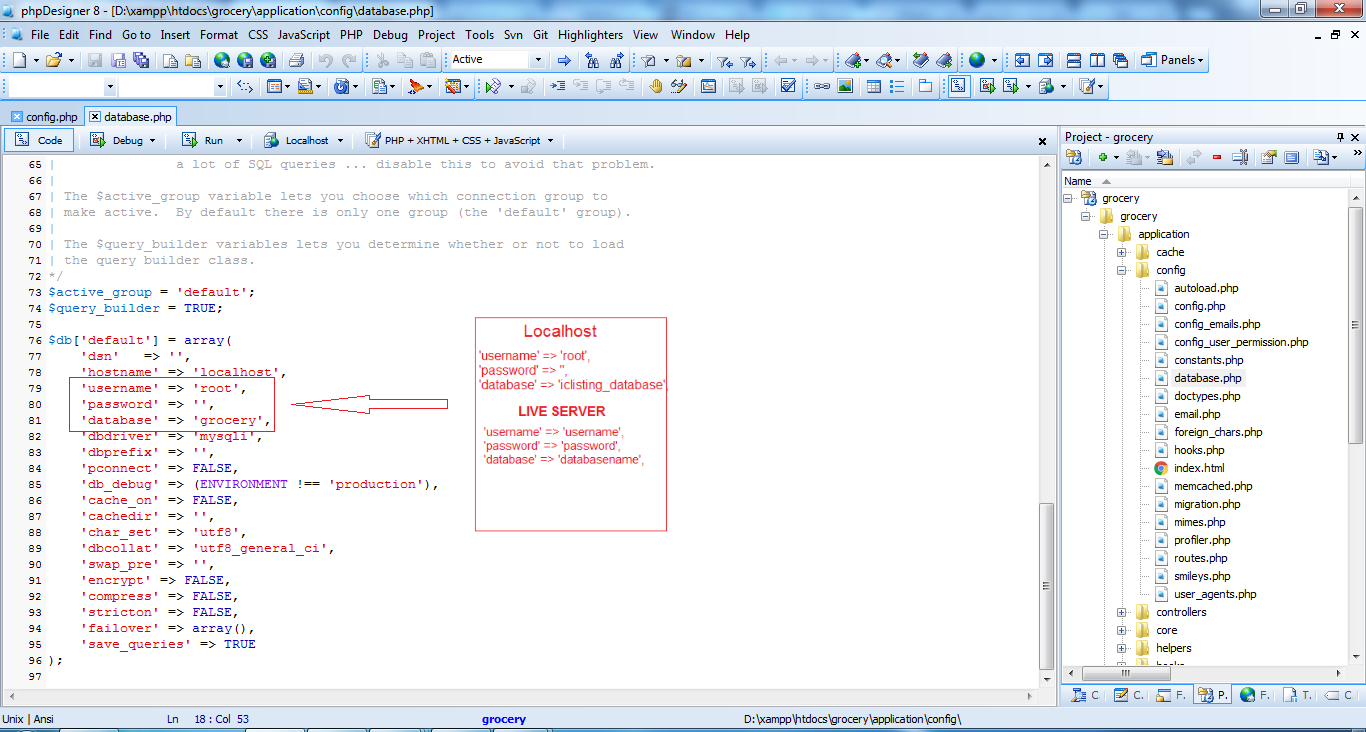 phpDesigner 8 - [D:\xampp\htdocs\grocery\application\config\database.php]
File Edit Find Go to Insert Format CSS JavaScript PHP Debug Project Tools Svn Git Highlighters View Window Help
Active
Panels
config.php database.php
Code Debug Run Localhost PHP + XHTML + CSS + JavaScript
65 | a lot of SQL queries ... disable this to avoid that problem.
66 |
67 | The $active_group variable lets you choose which connection group to
68 | make active.  By default there is only one group (the 'default' group).
69 |
70 | The $query_builder variables lets you determine whether or not to load
71 | the query builder class.
72 */
73 $active_group = 'default';
74 $query_builder = TRUE;
75
76 $db['default'] = array(
77     'dsn'   => '',
78     'hostname' => 'localhost',
79     'username' => 'root',
80     'password' => '',
81     'database' => 'grocery',
82     'dbdriver' => 'mysqli',
83     'dbprefix' => '',
84     'pconnect' => FALSE,
85     'db_debug' => (ENVIRONMENT !== 'production'),
86     'cache_on' => FALSE,
87     'cachedir' => '',
88     'char_set' => 'utf8',
89     'dbcollat' => 'utf8_general_ci',
90     'swap_pre' => '',
91     'encrypt' => FALSE,
92     'compress' => FALSE,
93     'stricton' => FALSE,
94     'failover' => array(),
95     'save_queries' => TRUE
96 );
97
Localhost
'username' => 'root',
'password' => '',
'database' => 'iclisting_database',
LIVE SERVER
'username' => 'username',
'password' => 'password',
'database' => 'databasename',
Project - grocery
Name
grocery
grocery
application
cache
config
autoload.php
config.php
config_emails.php
config_user_permission.php
constants.php
database.php
doctypes.php
email.php
foreign_chars.php
hooks.php
index.html
memcached.php
migration.php
mimes.php
profiler.php
routes.php
smileys.php
user_agents.php
controllers
core
helpers
hooks
C. C. F. P. F. T. C.
Unix | Ansi Ln 18 : Col 53 grocery D:\xampp\htdocs\grocery\application\config\